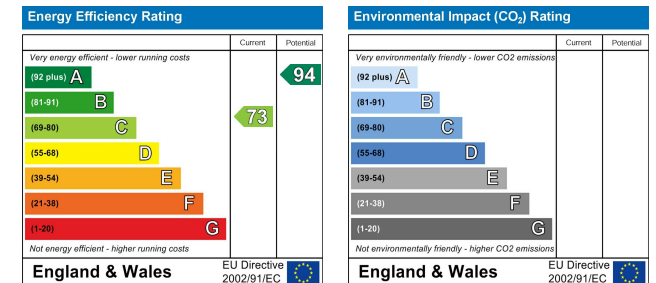 Energy Efficiency Rating
Current Potential
Very energy efficient - lower running costs
(92 plus) A
94
(81-91) B
73
(69-80) C
(55-68) D
(39-54) E
(21-38) F
(1-20) G
Not energy efficient - higher running costs
England & Wales
EU Directive
2002/91/EC
Environmental Impact (CO₂) Rating
Current Potential
Very environmentally friendly - lower CO2 emissions
(92 plus) A
(81-91) B
(69-80) C
(55-68) D
(39-54) E
(21-38) F
(1-20) G
Not environmentally friendly - higher CO2 emissions
England & Wales
EU Directive
2002/91/EC